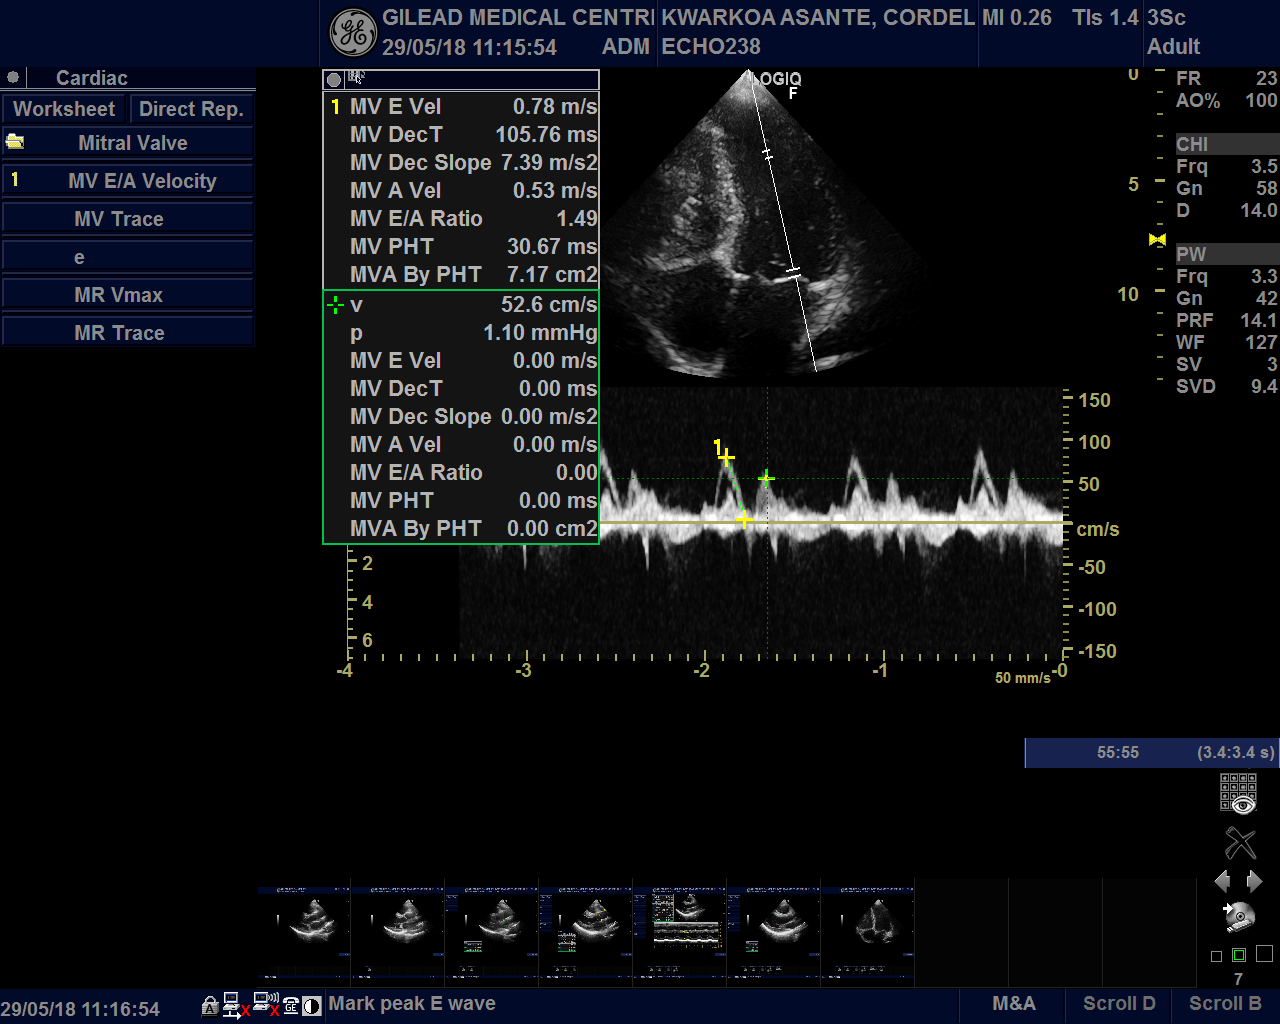 GILEAD MEDICAL CENTRI KWARKOA ASANTE, CORDEL MI 0.26 TIs 1.4 3Sc
29/05/18 11:15:54 ADM ECHO238 Adult
Cardiac
Worksheet Direct Rep.
Mitral Valve
1 MV E/A Velocity
MV Trace
e
MR Vmax
MR Trace
1 MV E Vel 0.78 m/s
MV DecT 105.76 ms
MV Dec Slope 7.39 m/s2
MV A Vel 0.53 m/s
MV E/A Ratio 1.49
MV PHT 30.67 ms
MVA By PHT 7.17 cm2
v 52.6 cm/s
p 1.10 mmHg
MV E Vel 0.00 m/s
MV DecT 0.00 ms
MV Dec Slope 0.00 m/s2
MV A Vel 0.00 m/s
MV E/A Ratio 0.00
MV PHT 0.00 ms
MVA By PHT 0.00 cm2
LOGIQ
F
0
5
10
FR 23
AO% 100
CHI
Frq 3.5
Gn 58
D 14.0
PW
Frq 3.3
Gn 42
PRF 14.1
WF 127
SV 3
SVD 9.4
150
100
50
cm/s
-50
-100
-150
1
2
4
6
-4 -3 -2 -1 -0
50 mm/s
55:55 (3.4:3.4 s)
7
29/05/18 11:16:54 Mark peak E wave M&A Scroll D Scroll B